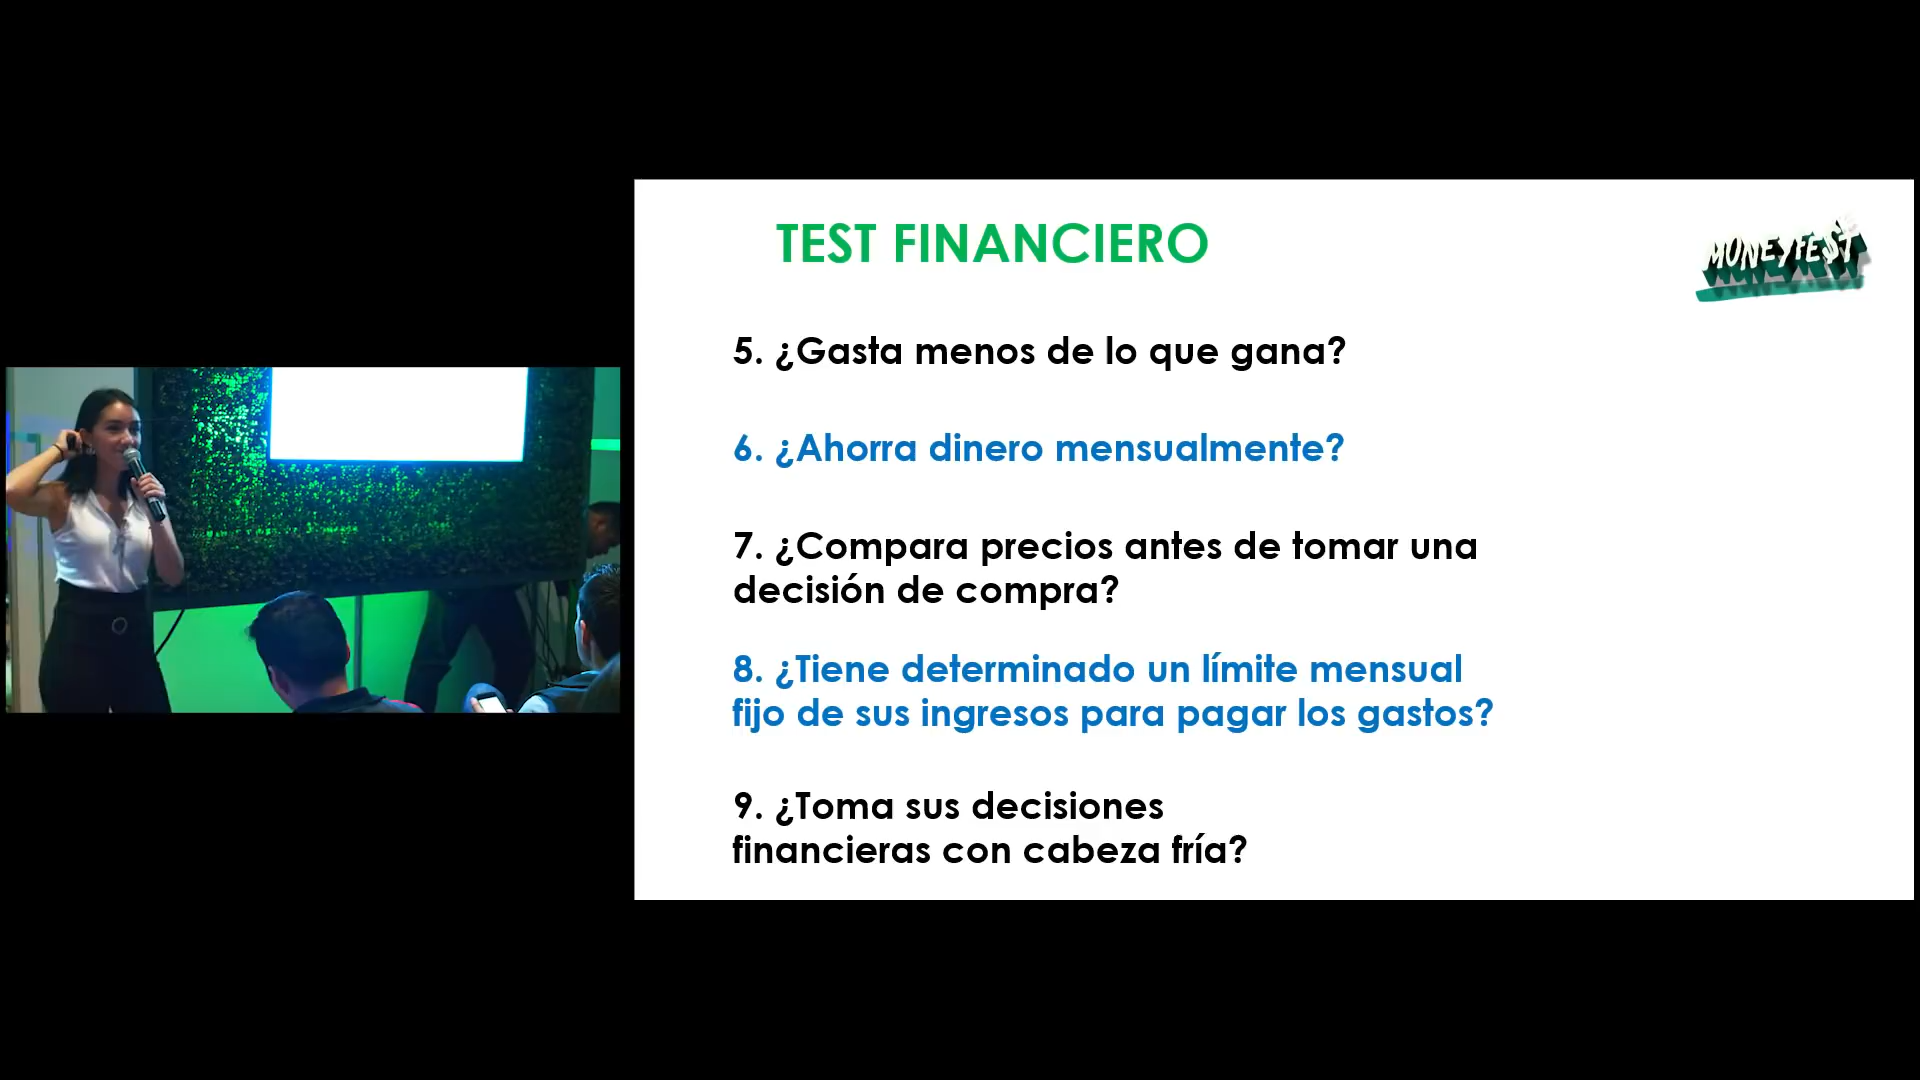 TEST FINANCIERO
MONEYFE$T
5. ¿Gasta menos de lo que gana?
6. ¿Ahorra dinero mensualmente?
7. ¿Compara precios antes de tomar una
decisión de compra?
8. ¿Tiene determinado un límite mensual
fijo de sus ingresos para pagar los gastos?
9. ¿Toma sus decisiones
financieras con cabeza fría?